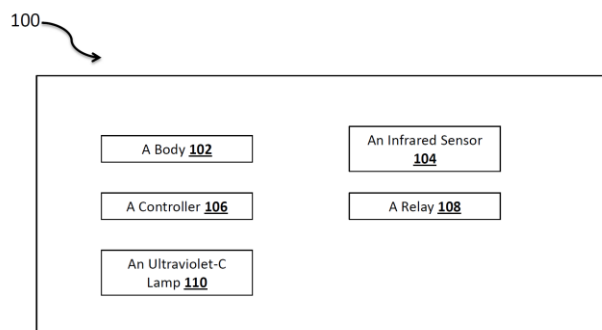 100
A Body 102
An Infrared Sensor
104
A Controller 106
A Relay 108
An Ultraviolet-C
Lamp 110